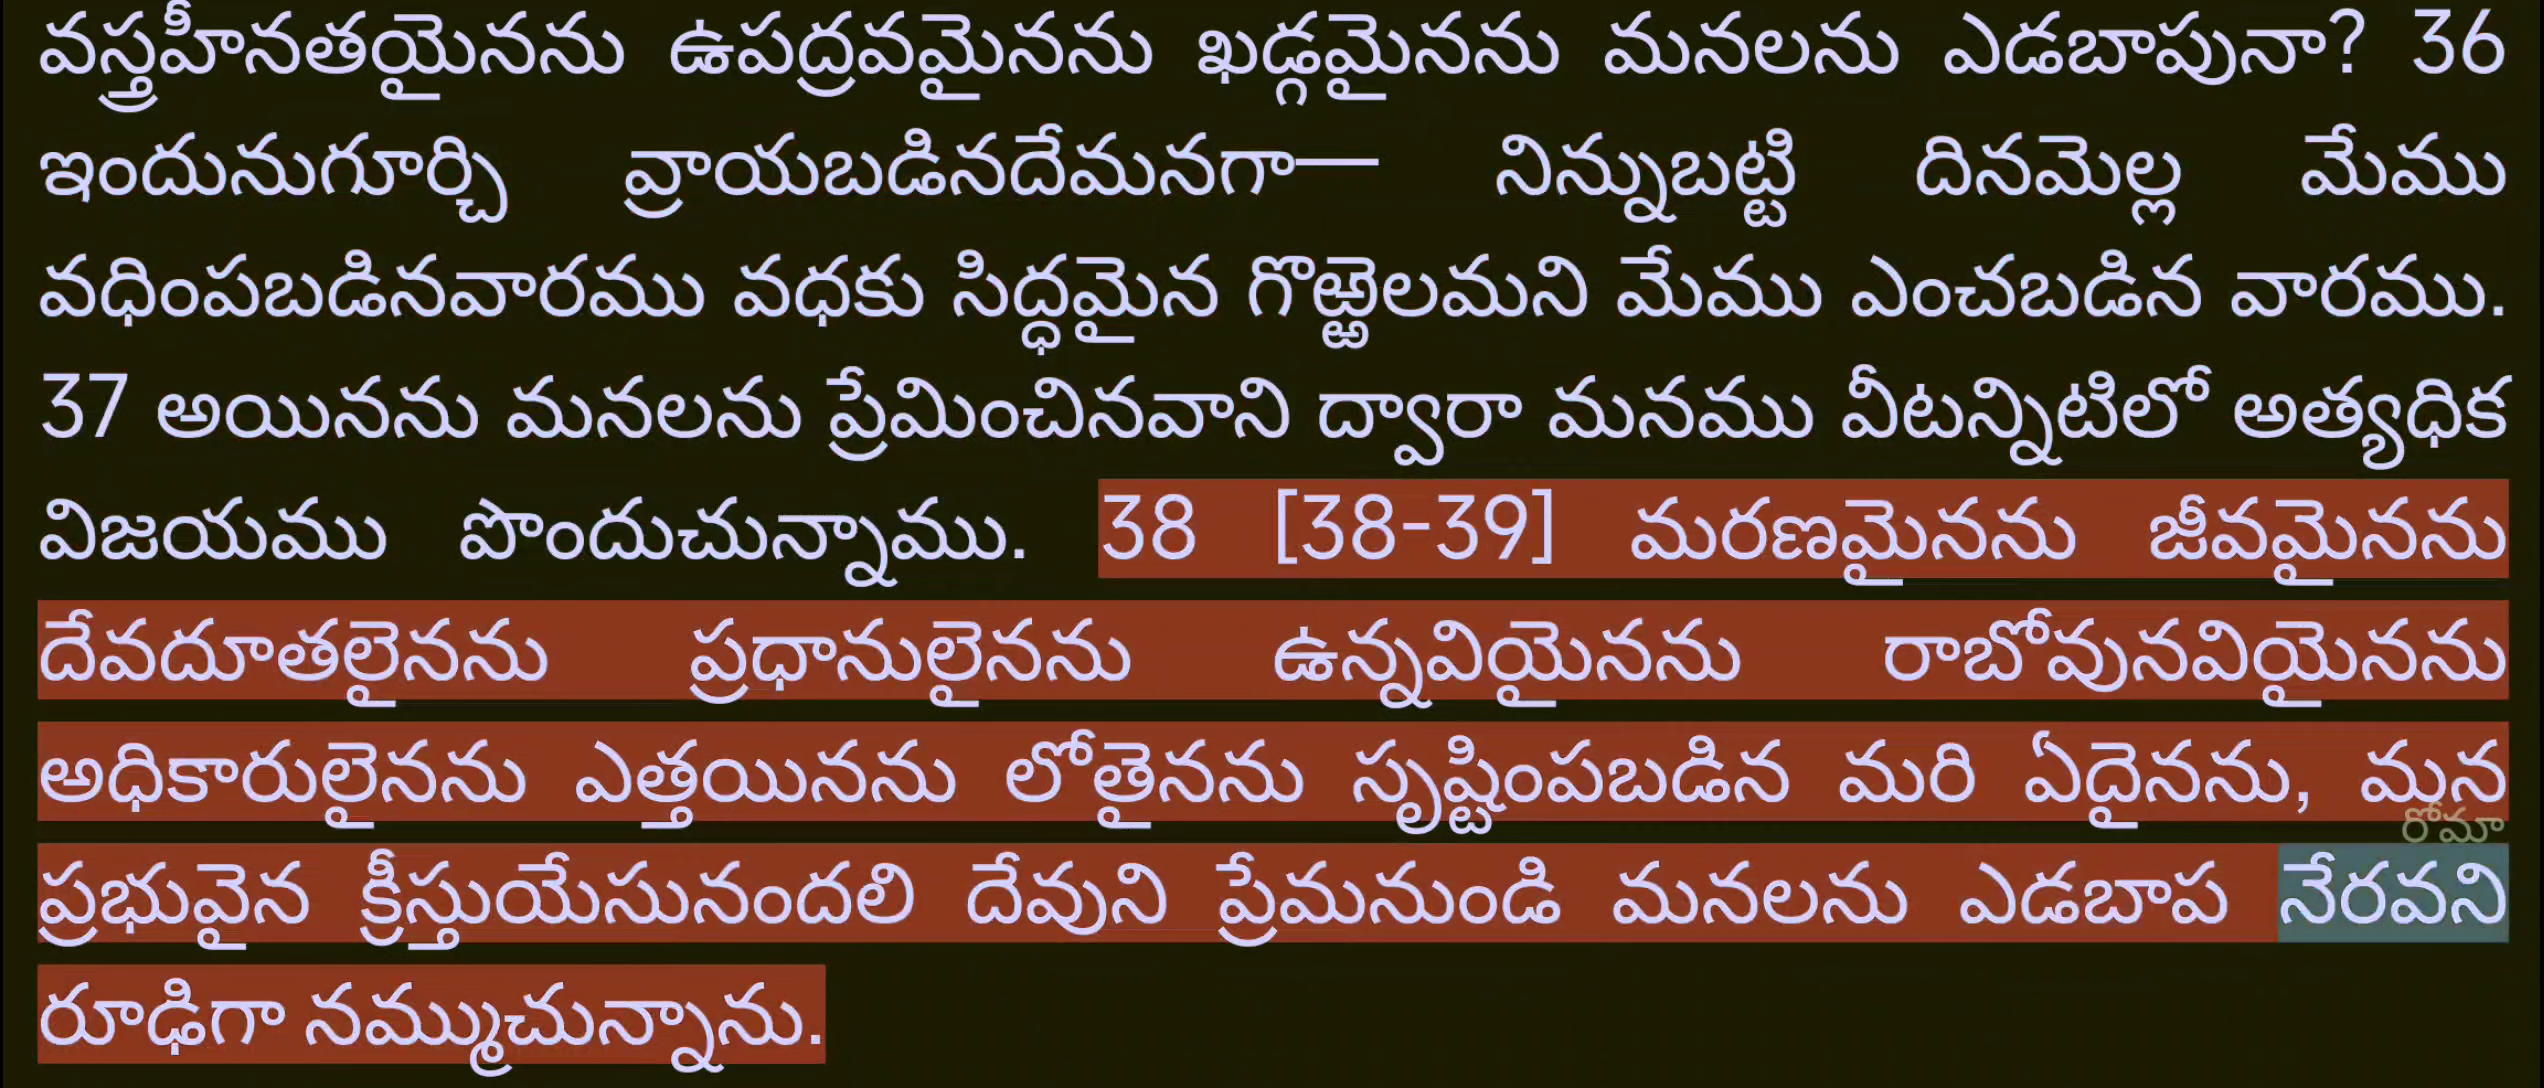 వస్త్రహీనతయైనను ఉపద్రవమైనను ఖడ్గమైనను మనలను ఎడబాపునా? 36
ఇందునుగూర్చి వ్రాయబడినదేమనగా— నిన్నుబట్టి దినమెల్ల మేము
వధింపబడినవారము వధకు సిద్ధమైన గొఱ్ఱెలమని మేము ఎంచబడిన వారము.
37 అయినను మనలను ప్రేమించినవాని ద్వారా మనము వీటన్నిటిలో అత్యధిక
విజయము పొందుచున్నాము. 38 [38-39] మరణమైనను జీవమైనను
దేవదూతలైనను ప్రధానులైనను ఉన్నవియైనను రాబోవునవియైనను
అధికారులైనను ఎత్తయినను లోతైనను సృష్టింపబడిన మరి ఏదైనను, మన
రోమా
ప్రభువైన క్రీస్తుయేసునందలి దేవుని ప్రేమనుండి మనలను ఎడబాప నేరవని
రూఢిగా నమ్ముచున్నాను.